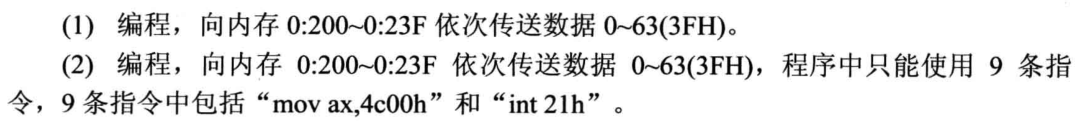 (1) 编程，向内存 0:200~0:23F 依次传送数据 0~63(3FH)。
(2) 编程，向内存 0:200~0:23F 依次传送数据 0~63(3FH)，程序中只能使用 9 条指
令，9 条指令中包括“mov ax,4c00h”和“int 21h”。